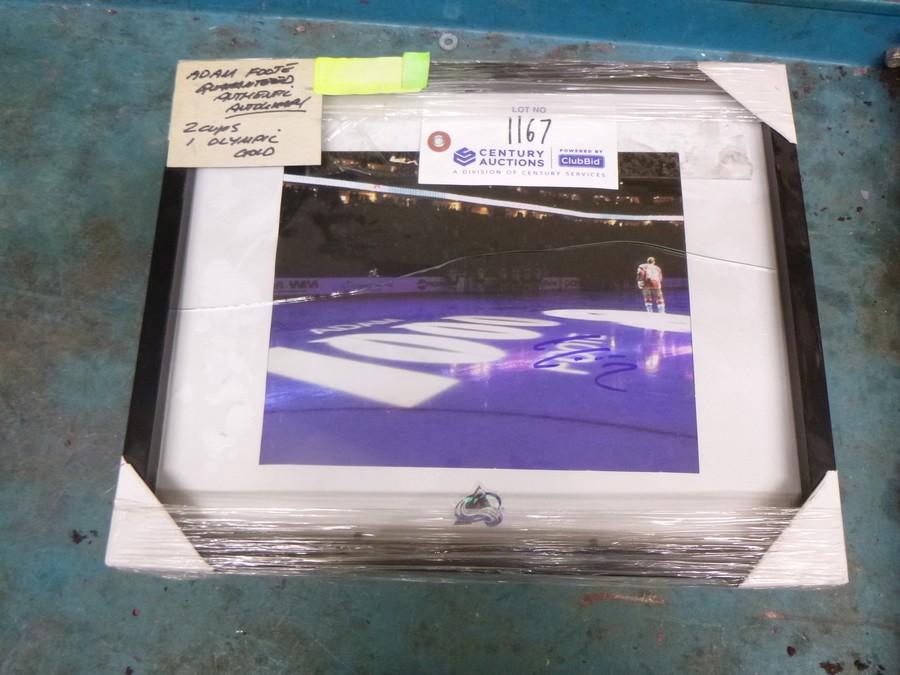 ADAM FOOTE
GUARANTEED
AUTHENTIC
AUTOGRAPH
2 CUPS
1 OLYMPIC
GOLD
LOT NO
1167
CENTURY
AUCTIONS
POWERED BY
ClubBid
A DIVISION OF CENTURY SERVICES
ADAM
1000